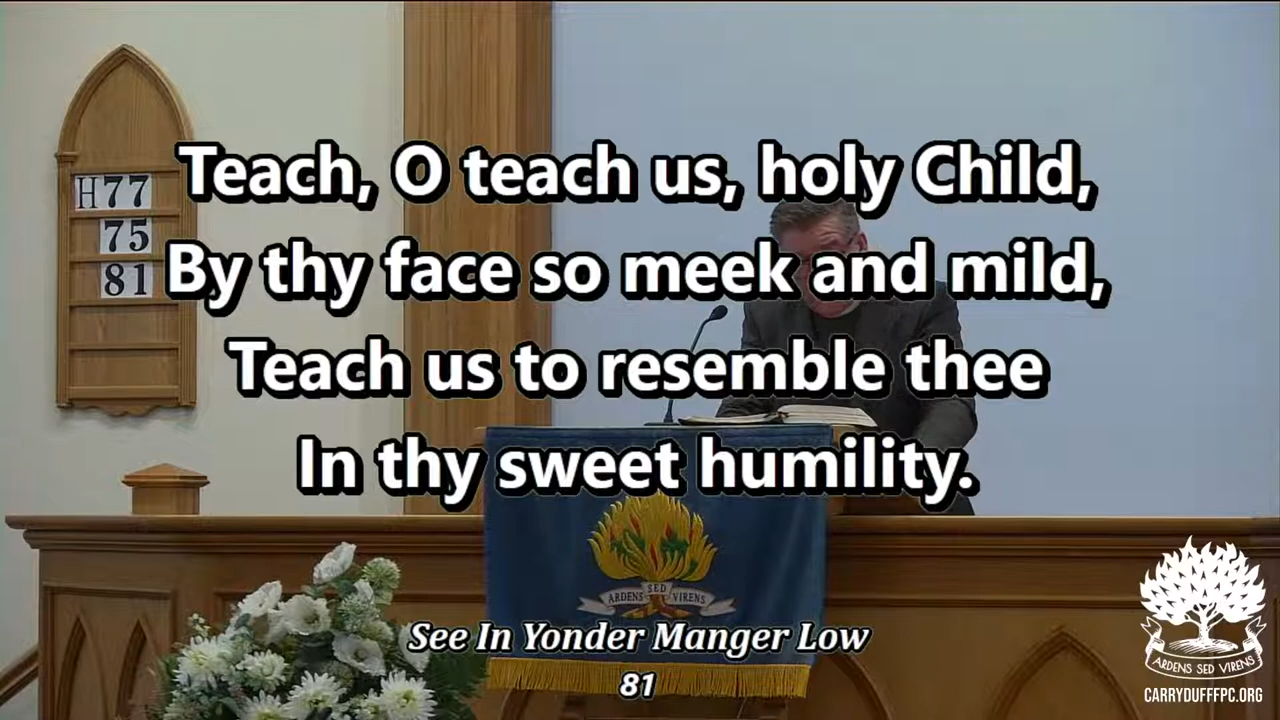 H77
75
81
Teach, O teach us, holy Child,
By thy face so meek and mild,
Teach us to resemble thee
In thy sweet humility.
ARDENS SED VIRENS
See In Yonder Manger Low
81
ARDENS SED VIRENS
CARRYDUFFFPC.ORG